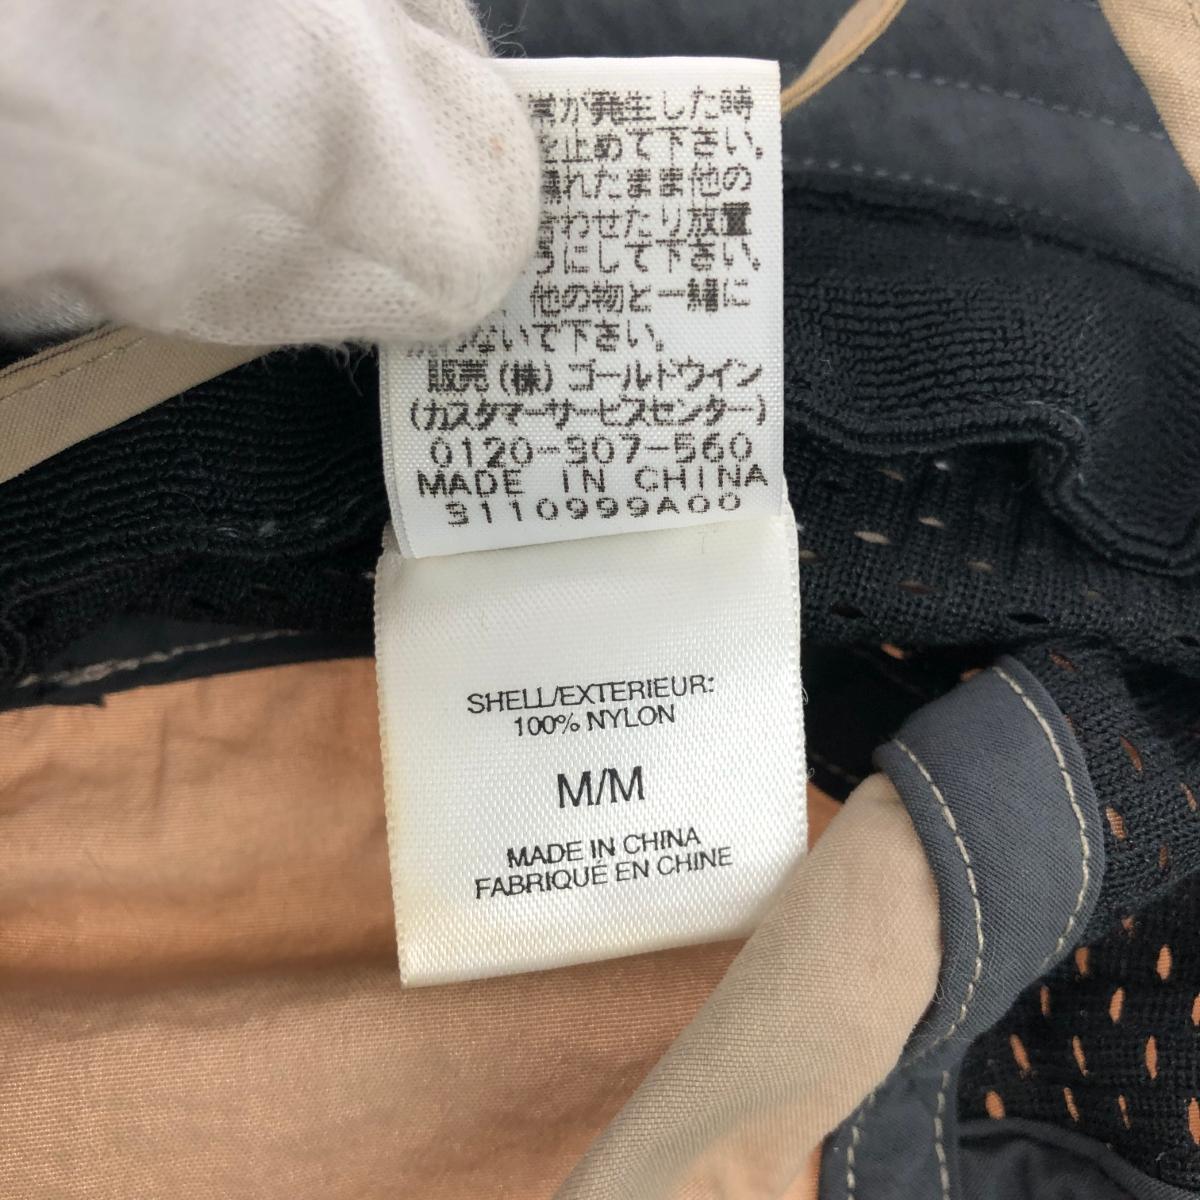 常が発生した時
を止めて下さい。
濡れたまま他の
合わせたり放置
うにして下さい。
他の物と一緒に
わないで下さい。
販売(株)ゴールドウイン
(カスタマーサービスセンター)
0120-307-560
MADE IN CHINA
3110999A00
SHELL/EXTERIEUR:
100% NYLON
M/M
MADE IN CHINA
FABRIQUÉ EN CHINE